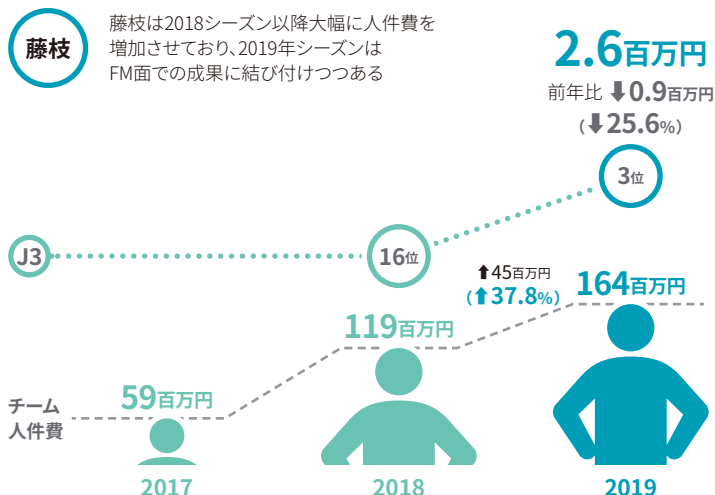 藤枝
藤枝は2018シーズン以降大幅に人件費を
増加させており、2019年シーズンは
FM面での成果に結び付けつつある
2.6百万円
前年比 ⬇0.9百万円
(⬇25.6%)
3位
J3
16位
⬆45百万円
(⬆37.8%)
164百万円
119百万円
59百万円
チーム
人件費
2017
2018
2019